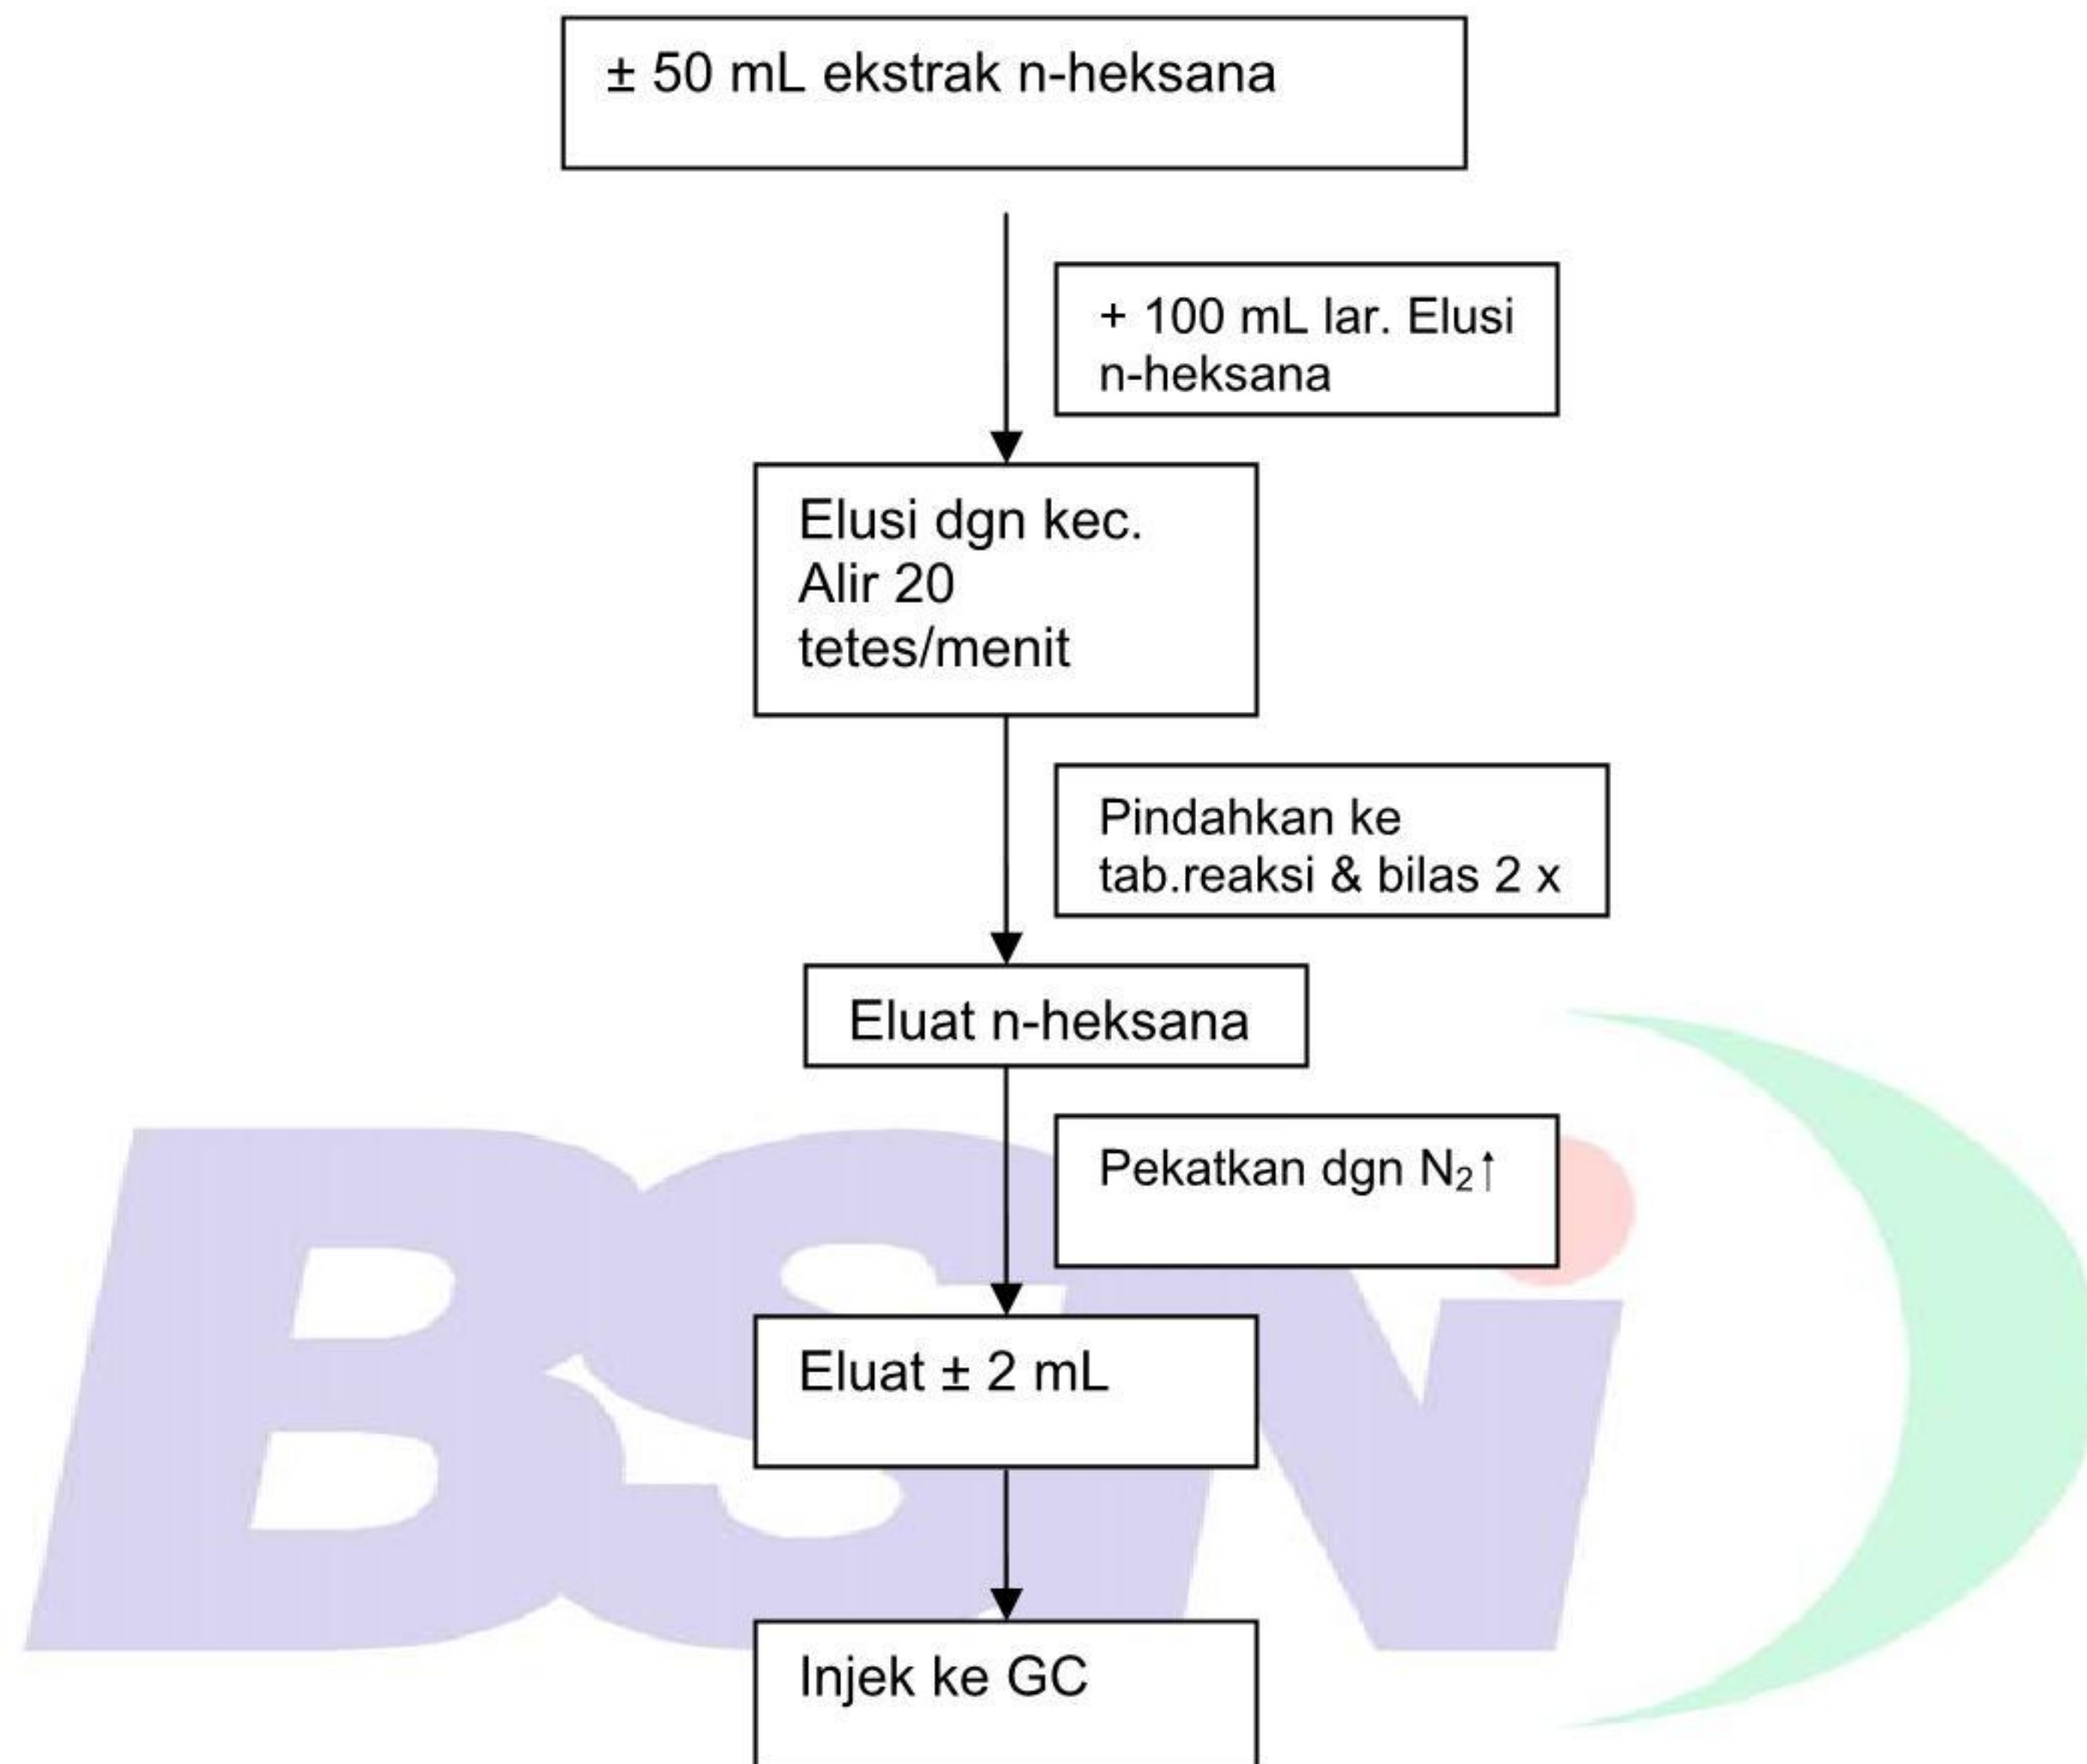 ± 50 mL ekstrak n-heksana
+ 100 mL lar. Elusi
n-heksana
Elusi dgn kec.
Alir 20
tetes/menit
Pindahkan ke
tab.reaksi & bilas 2 x
Eluat n-heksana
Pekatkan dgn N₂↑
Eluat ± 2 mL
Injek ke GC
BSNi